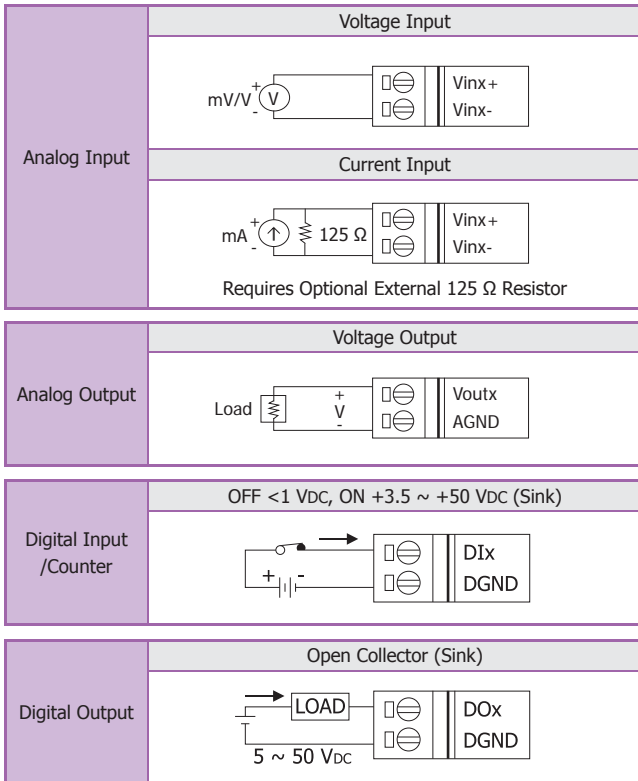 Analog Input
Voltage Input
mV/V
+
V
-
Vinx+
Vinx-
Current Input
mA
+
-
125 Ω
Vinx+
Vinx-
Requires Optional External 125 Ω Resistor
Analog Output
Voltage Output
Load
+
V
-
Voutx
AGND
Digital Input
/Counter
OFF <1 VDC, ON +3.5 ~ +50 VDC (Sink)
+ -
DIx
DGND
Digital Output
Open Collector (Sink)
LOAD
5 ~ 50 VDC
DOx
DGND